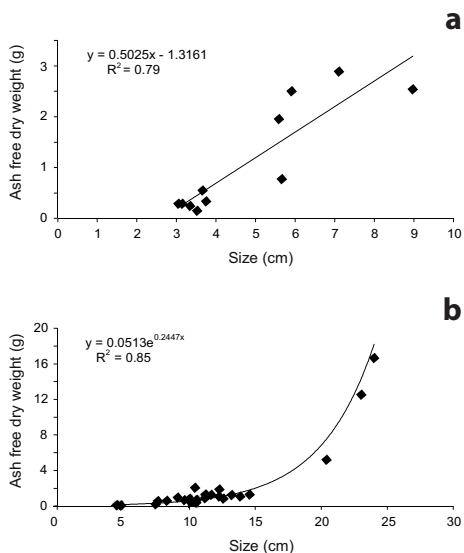 a
y = 0.5025x - 1.3161
R² = 0.79
Ash free dry weight (g)
3
2
1
0
0 1 2 3 4 5 6 7 8 9 10
Size (cm)
b
y = 0.0513e^0.2447x
R² = 0.85
Ash free dry weight (g)
20
16
12
8
4
0
0 5 10 15 20 25 30
Size (cm)